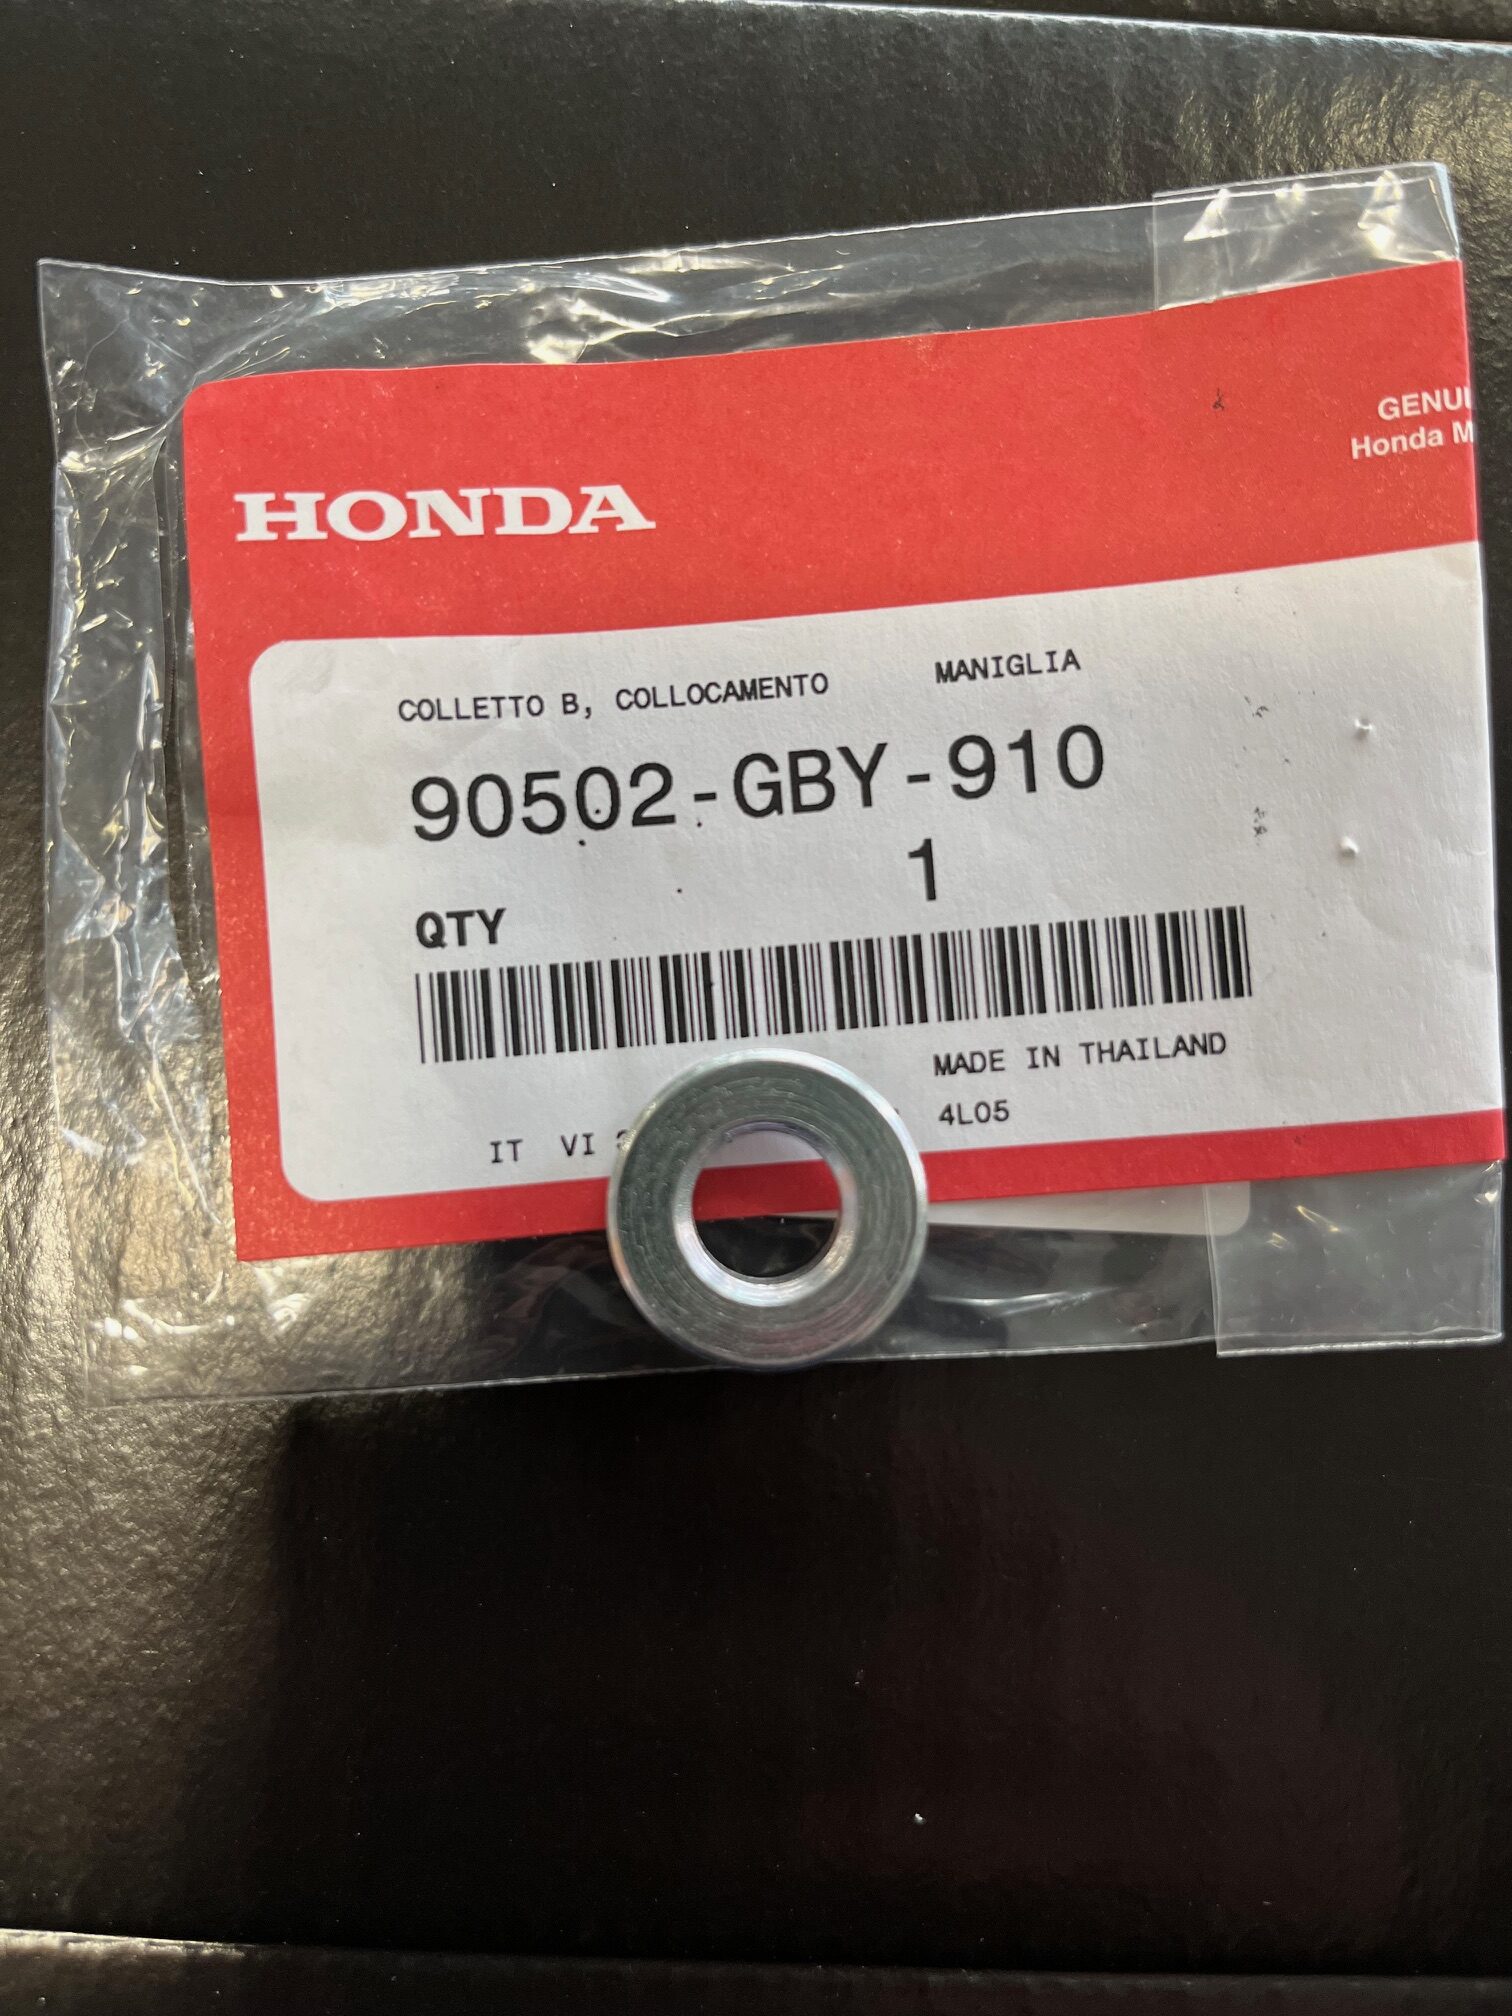 GENUI
Honda M
HONDA
COLLETTO B, COLLOCAMENTO MANIGLIA
90502-GBY-910
1
QTY
MADE IN THAILAND
IT VI 4L05